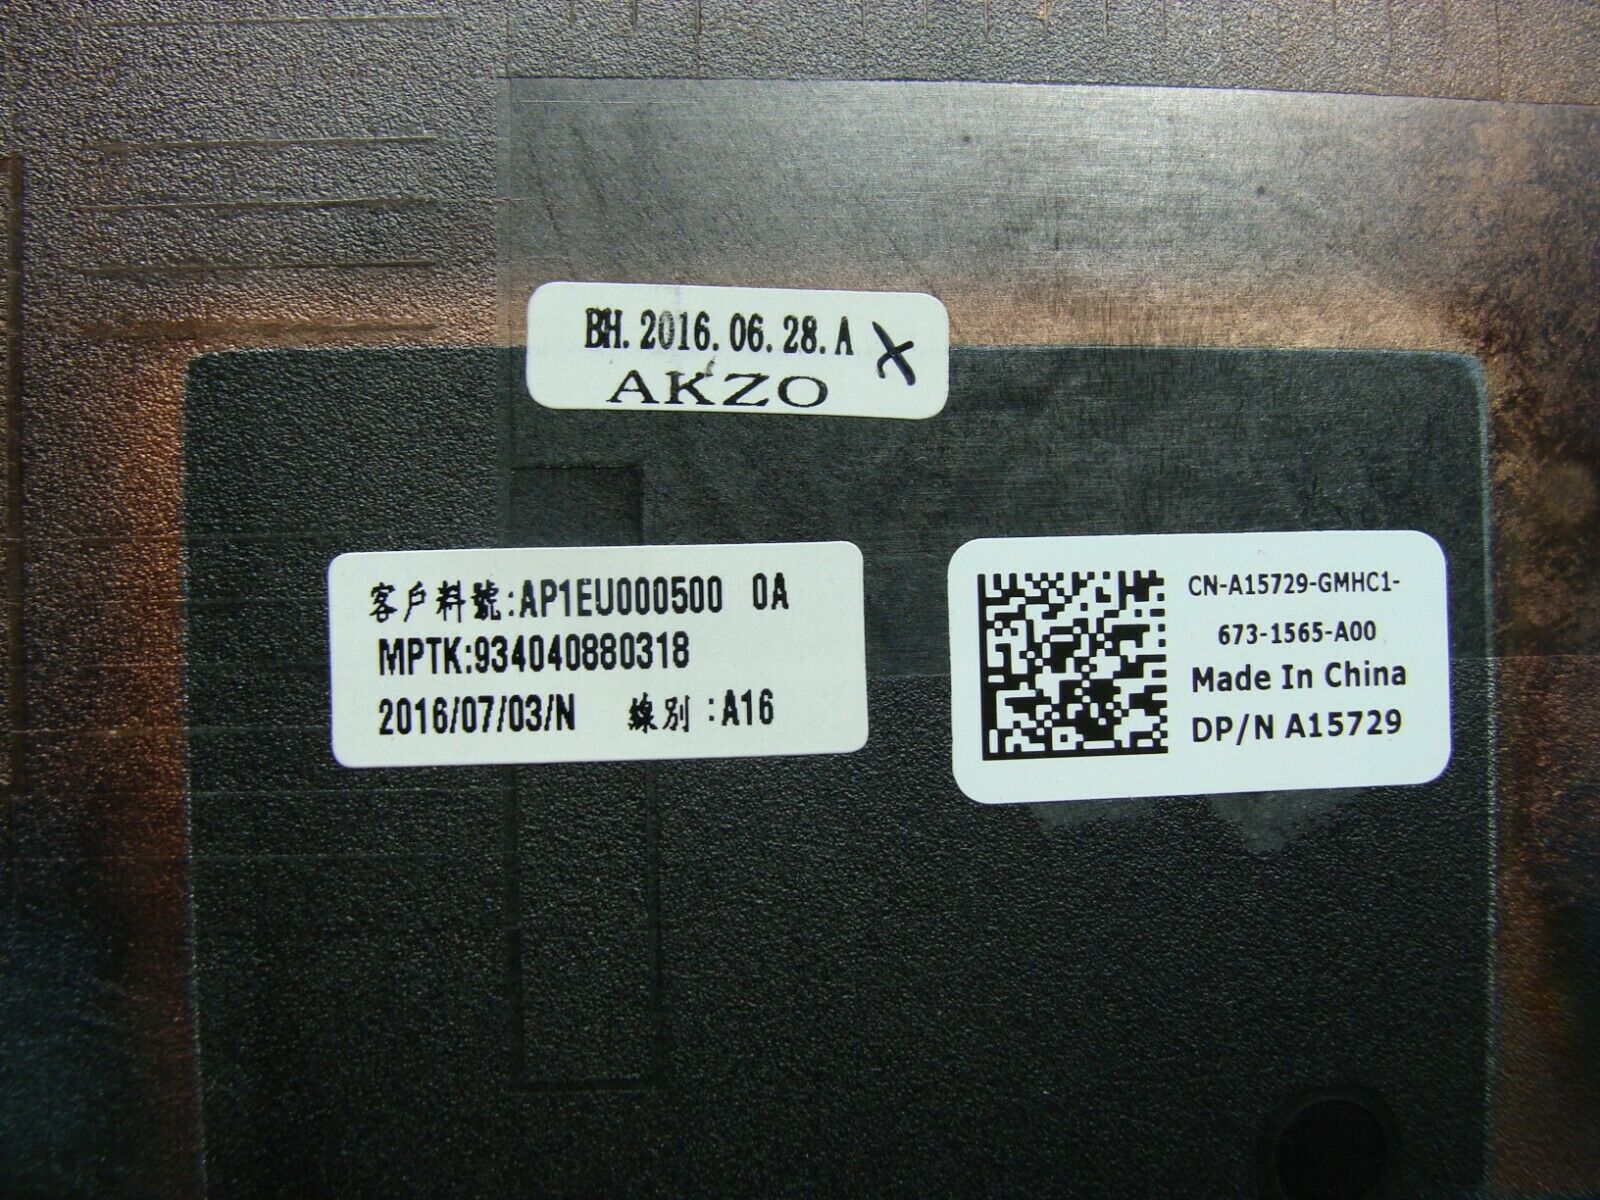 BH.2016.06.28.A X
AKZO
客戶料號:AP1EU000500 0A
MPTK:934040880318
2016/07/03/N 線別:A16
CN-A15729-GMHC1-
673-1565-A00
Made In China
DP/N A15729